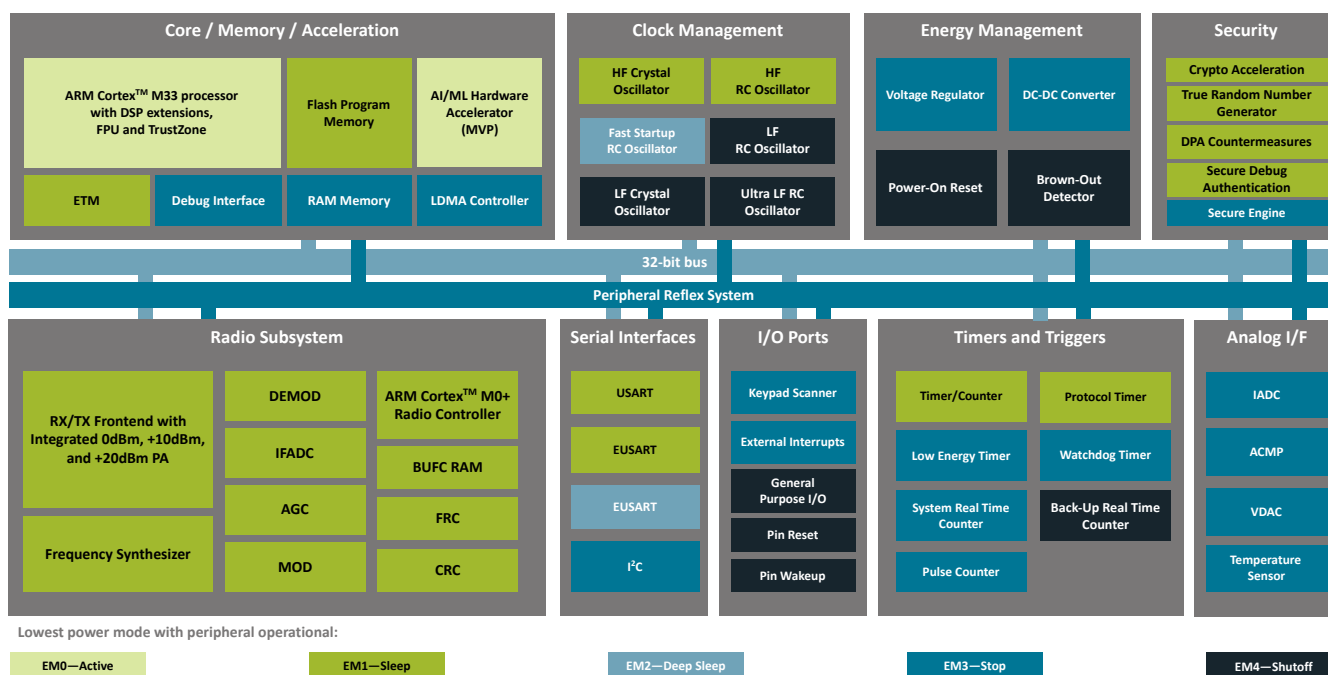 Core / Memory / Acceleration
ARM Cortex™ M33 processor
with DSP extensions,
FPU and TrustZone
Flash Program
Memory
AI/ML Hardware
Accelerator
(MVP)
ETM
Debug Interface
RAM Memory
LDMA Controller
Clock Management
HF Crystal
Oscillator
HF
RC Oscillator
Fast Startup
RC Oscillator
LF
RC Oscillator
LF Crystal
Oscillator
Ultra LF RC
Oscillator
Energy Management
Voltage Regulator
DC-DC Converter
Power-On Reset
Brown-Out
Detector
Security
Crypto Acceleration
True Random Number
Generator
DPA Countermeasures
Secure Debug
Authentication
Secure Engine
32-bit bus
Peripheral Reflex System
Radio Subsystem
RX/TX Frontend with
Integrated 0dBm, +10dBm,
and +20dBm PA
Frequency Synthesizer
DEMOD
IFADC
AGC
MOD
ARM Cortex™ M0+
Radio Controller
BUFC RAM
FRC
CRC
Serial Interfaces
USART
EUSART
EUSART
I²C
I/O Ports
Keypad Scanner
External Interrupts
General
Purpose I/O
Pin Reset
Pin Wakeup
Timers and Triggers
Timer/Counter
Protocol Timer
Low Energy Timer
Watchdog Timer
System Real Time
Counter
Back-Up Real Time
Counter
Pulse Counter
Analog I/F
IADC
ACMP
VDAC
Temperature
Sensor
Lowest power mode with peripheral operational:
EM0—Active
EM1—Sleep
EM2—Deep Sleep
EM3—Stop
EM4—Shutoff